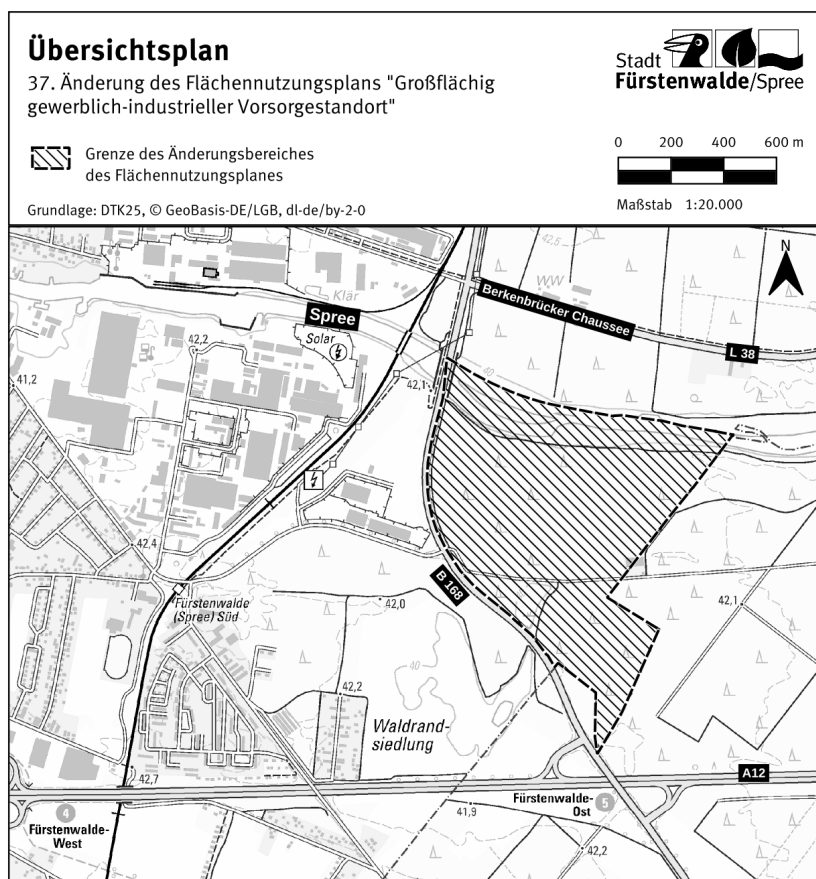 Übersichtsplan
37. Änderung des Flächennutzungsplans "Großflächig
gewerblich-industrieller Vorsorgestandort"
Grenze des Änderungsbereiches
des Flächennutzungsplanes
Grundlage: DTK25, © GeoBasis-DE/LGB, dl-de/by-2-0
Stadt
Fürstenwalde/Spree
0 200 400 600 m
Maßstab 1:20.000
N
42,5
WW
Klär
Berkenbrücker Chaussee
Spree
Solar
L 38
42,2
40
41,2
42,1
42,4
B 168
Fürstenwalde
(Spree) Süd
42,0
42,1
40
42,2
Waldrand-
siedlung
42,7
A12
4
Fürstenwalde-
West
41,9
Fürstenwalde-
Ost
5
42,2